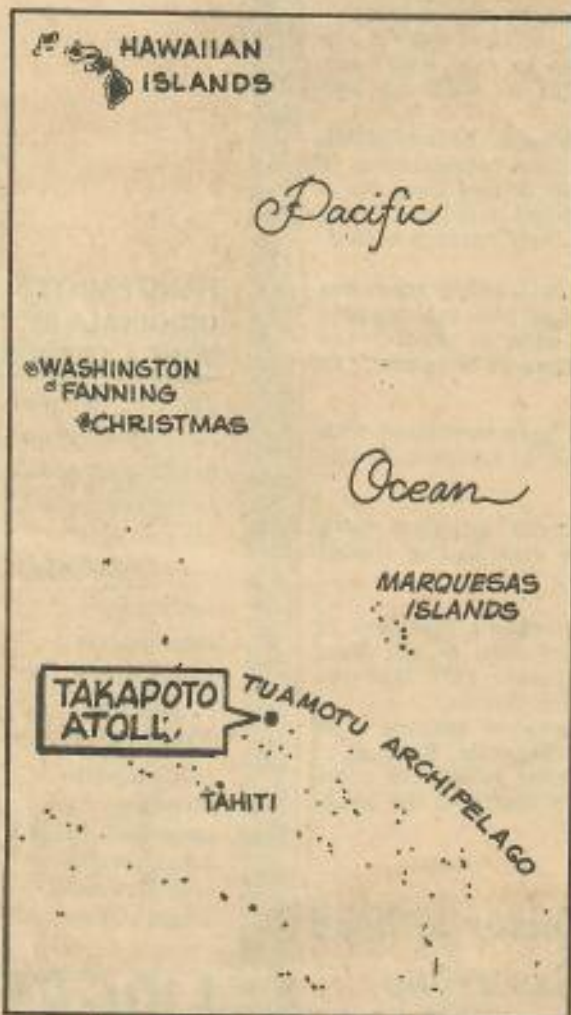 HAWAIIAN
ISLANDS
Pacific
WASHINGTON
FANNING
CHRISTMAS
Ocean
MARQUESAS
ISLANDS
TAKAPOTO
ATOLL
TUAMOTU ARCHIPELAGO
TAHITI